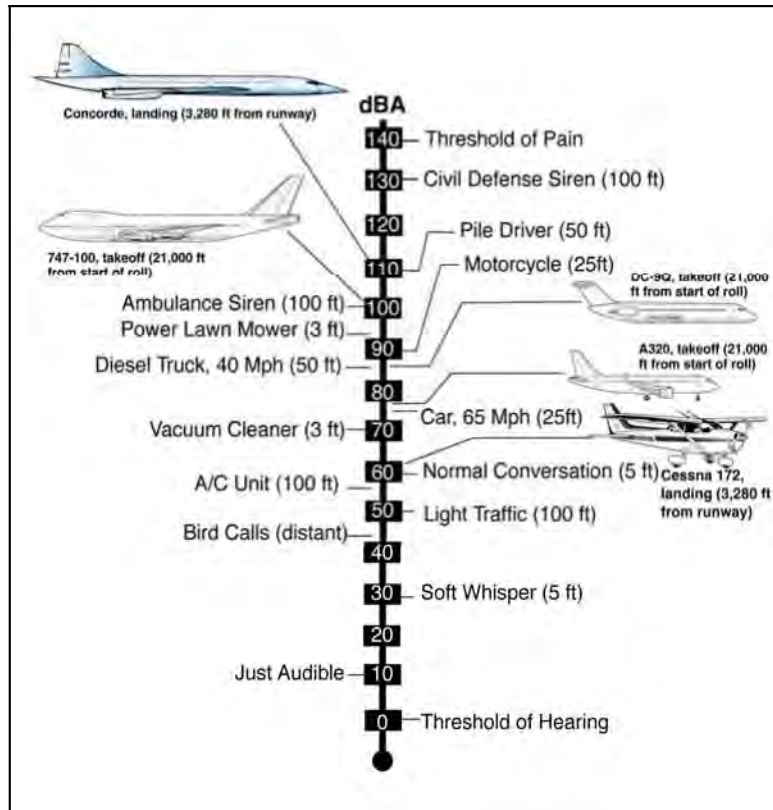 Concorde, landing (3,280 ft from runway)
dBA
140
Threshold of Pain
130
Civil Defense Siren (100 ft)
120
Pile Driver (50 ft)
747-100, takeoff (21,000 ft
from start of roll)
110
Motorcycle (25ft)
DC-9Q, takeoff (21,000
ft from start of roll)
Ambulance Siren (100 ft)
100
Power Lawn Mower (3 ft)
90
A320, takeoff (21,000
ft from start of roll)
Diesel Truck, 40 Mph (50 ft)
80
Car, 65 Mph (25ft)
Vacuum Cleaner (3 ft)
70
60
Normal Conversation (5 ft)
Cessna 172,
landing (3,280 ft
from runway)
A/C Unit (100 ft)
50
Light Traffic (100 ft)
Bird Calls (distant)
40
30
Soft Whisper (5 ft)
20
Just Audible
10
0
Threshold of Hearing